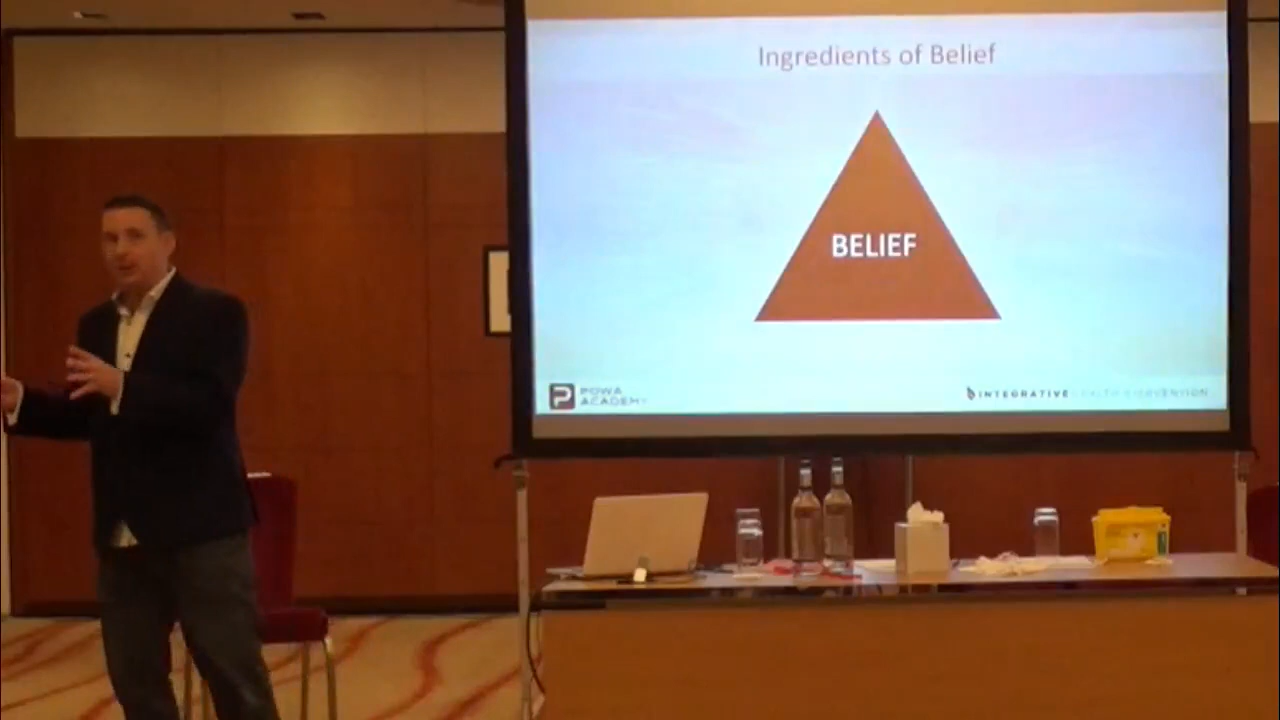 Ingredients of Belief
BELIEF
P
POWA
ACADEMY
INTEGRATIVE